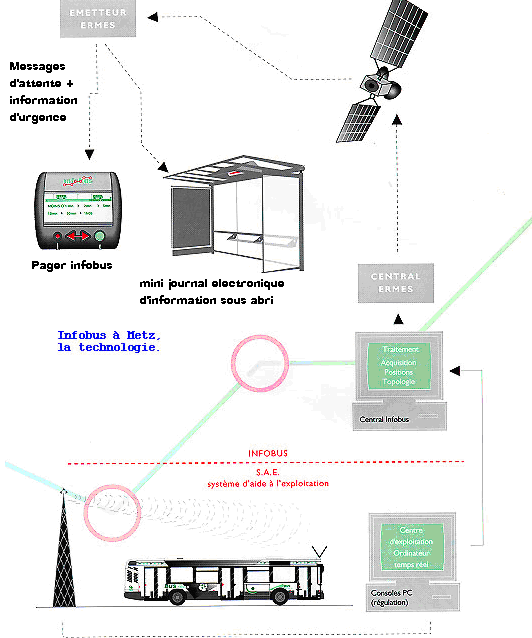 EMETTEUR
ERMES
Messages
d'attente +
information
d'urgence
Pager infobus
mini journal electronique
d'information sous abri
CENTRAL
ERMES
Infobus à Metz,
la technologie.
Traitement
Acquisition
Positions
Topologie
Central Infobus
INFOBUS
S.A.E.
système d'aide à l'exploitation
Centre
d'exploitation
Ordinateur
temps réel
Consoles PC
(régulation)